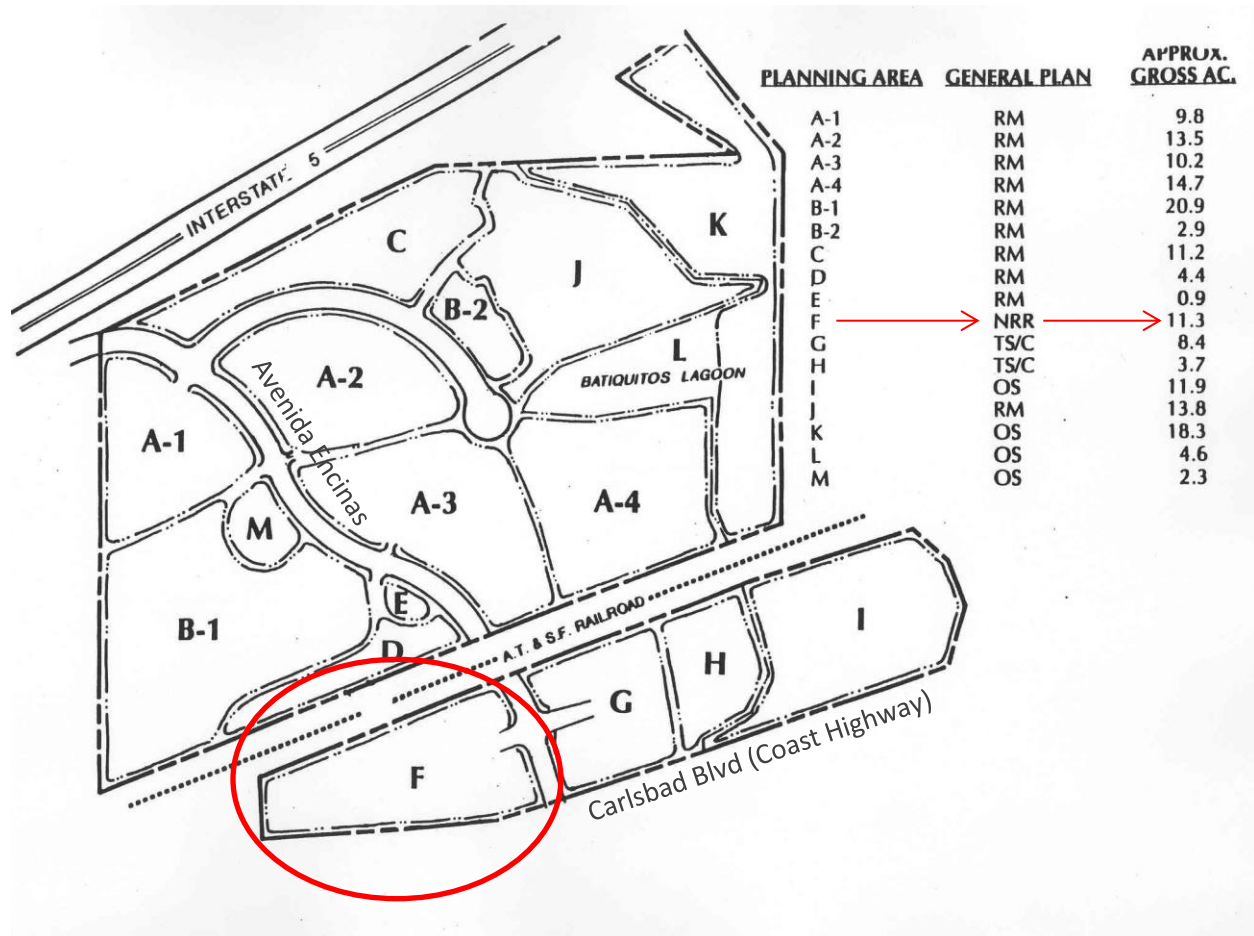 APPROX.
PLANNING AREA GENERAL PLAN GROSS AC.
A-1 RM 9.8
A-2 RM 13.5
A-3 RM 10.2
A-4 RM 14.7
B-1 RM 20.9
B-2 RM 2.9
C RM 11.2
D RM 4.4
E RM 0.9
F NRR 11.3
G TS/C 8.4
H TS/C 3.7
I OS 11.9
J RM 13.8
K OS 18.3
L OS 4.6
M OS 2.3
INTERSTATE 5
K
C
J
B-2
L
BATIQUITOS LAGOON
A-2
Avenida Encinas
A-1
A-3
A-4
M
E
B-1
D
A.T. & S.F. RAILROAD
I
H
G
F
Carlsbad Blvd (Coast Highway)